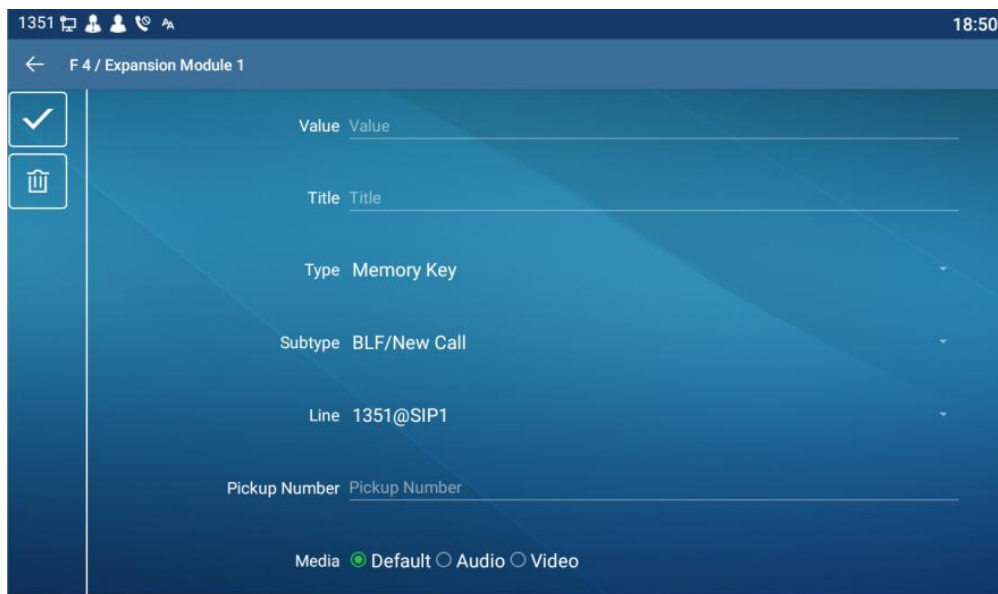 1351 18:50
F 4 / Expansion Module 1
Value Value
Title Title
Type Memory Key
Subtype BLF/New Call
Line 1351@SIP1
Pickup Number Pickup Number
Media Default Audio Video